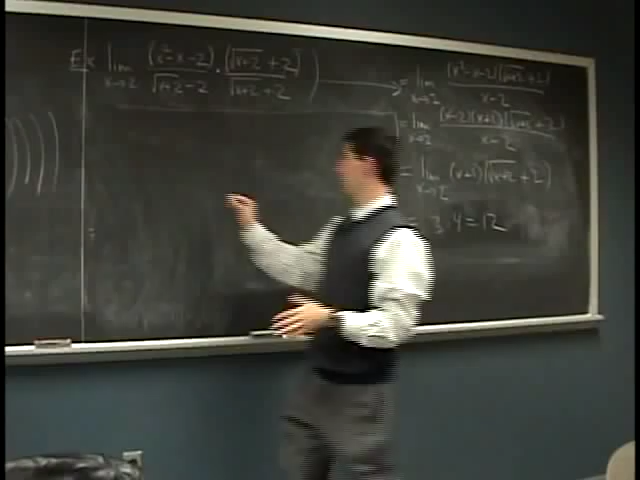 Ex lim x→2 (x²-x-2)/(√(x+2) -2) · (√(x+2) +2)/(√(x+2) +2)
= lim x→2 (x²-x-2)(√(x+2) +2)/(x-2)
= lim x→2 (x-2)(x+1)(√(x+2) +2)/(x-2)
= lim x→2 (x+1)(√(x+2) +2)
= 3·4=12